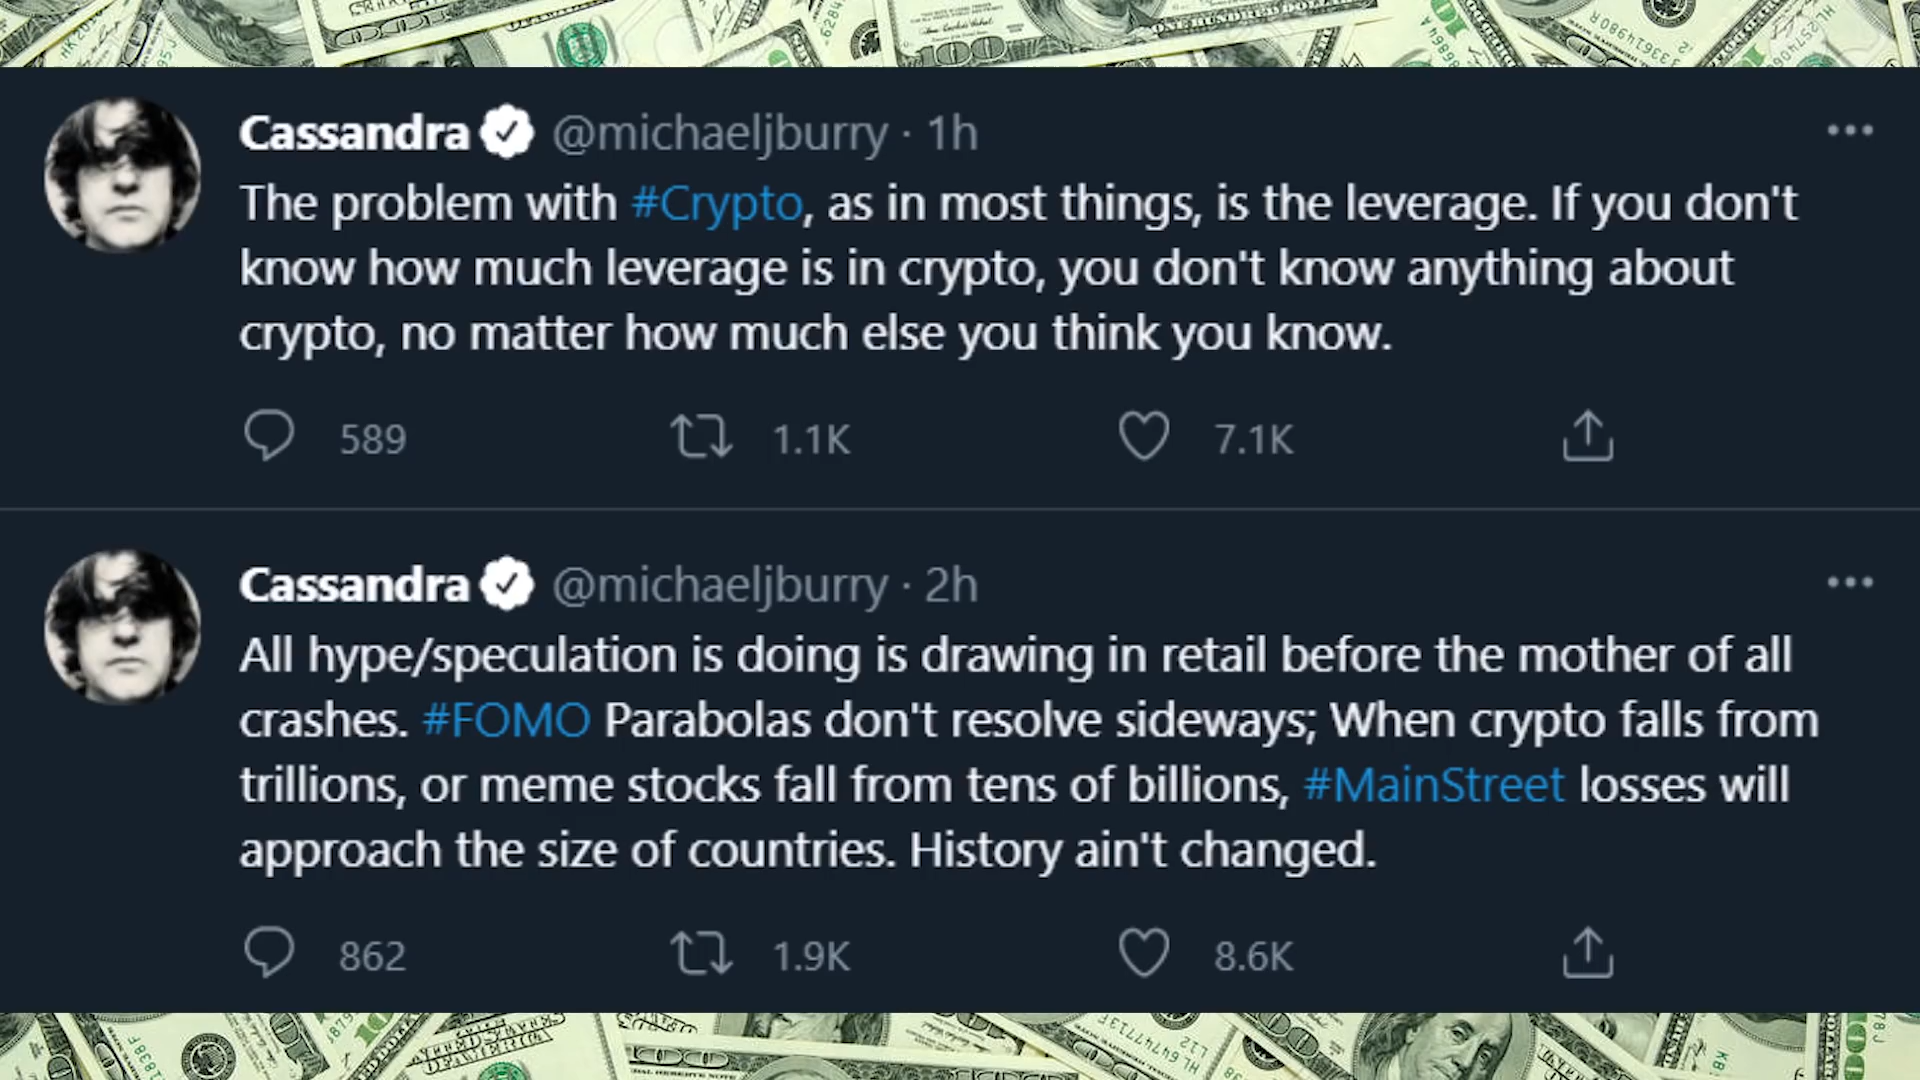 ONE HUNDRED DOLLARS
100
Cassandra @michaeljburry · 1h
The problem with #Crypto, as in most things, is the leverage. If you don't
know how much leverage is in crypto, you don't know anything about
crypto, no matter how much else you think you know.
589 1.1K 7.1K
Cassandra @michaeljburry · 2h
All hype/speculation is doing is drawing in retail before the mother of all
crashes. #FOMO Parabolas don't resolve sideways; When crypto falls from
trillions, or meme stocks fall from tens of billions, #MainStreet losses will
approach the size of countries. History ain't changed.
862 1.9K 8.6K